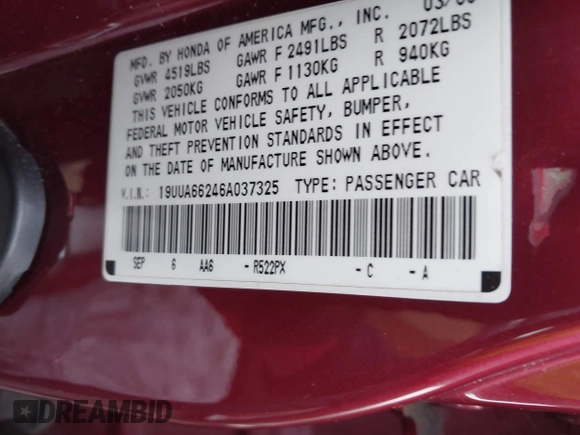 MFD. BY HONDA OF AMERICA MFG., INC.
GVWR 4519LBS GAWR F 2491LBS R 2072LBS
GVWR 2050KG GAWR F 1130KG R 940KG
THIS VEHICLE CONFORMS TO ALL APPLICABLE
FEDERAL MOTOR VEHICLE SAFETY, BUMPER,
AND THEFT PREVENTION STANDARDS IN EFFECT
ON THE DATE OF MANUFACTURE SHOWN ABOVE.
V.I.N.: 19UUA66246A037325 TYPE: PASSENGER CAR
SEP 6 AA6 - R522PX - C - A
DREAMBID